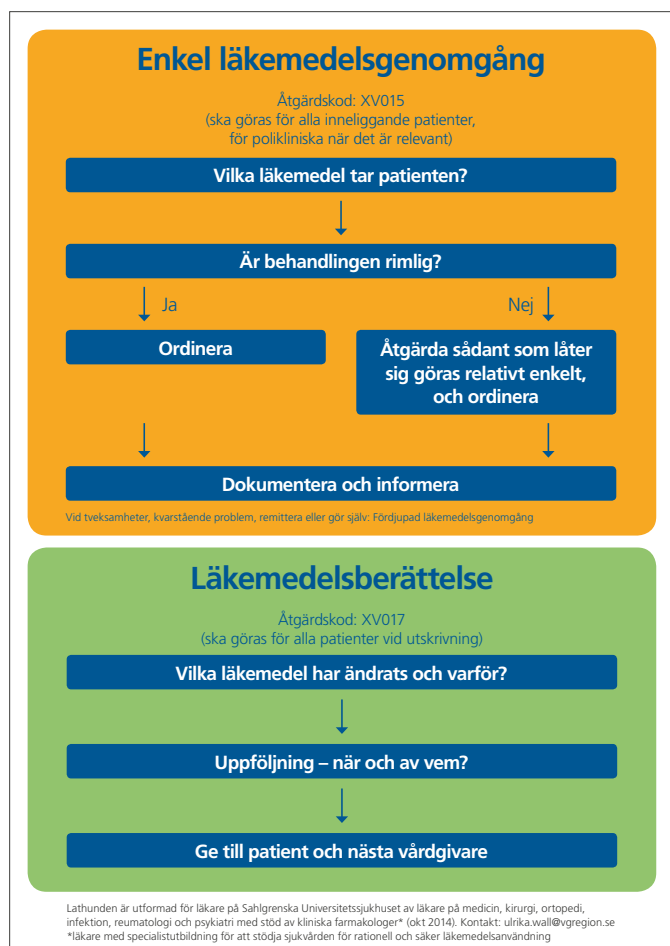 Enkel läkemedelsgenomgång
Åtgärdskod: XV015
(ska göras för alla inneliggande patienter,
för polikliniska när det är relevant)
Vilka läkemedel tar patienten?
Är behandlingen rimlig?
Ja
Nej
Ordinera
Åtgärda sådant som låter
sig göras relativt enkelt,
och ordinera
Dokumentera och informera
Vid tveksamheter, kvarstående problem, remittera eller gör själv: Fördjupad läkemedelsgenomgång
Läkemedelsberättelse
Åtgärdskod: XV017
(ska göras för alla patienter vid utskrivning)
Vilka läkemedel har ändrats och varför?
Uppföljning – när och av vem?
Ge till patient och nästa vårdgivare
Lathunden är utformad för läkare på Sahlgrenska Universitetssjukhuset av läkare på medicin, kirurgi, ortopedi,
infektion, reumatologi och psykiatri med stöd av kliniska farmakologer* (okt 2014). Kontakt: ulrika.wall@vgregion.se
*läkare med specialistutbildning för att stödja sjukvården för rationell och säker läkemedelsanvändning